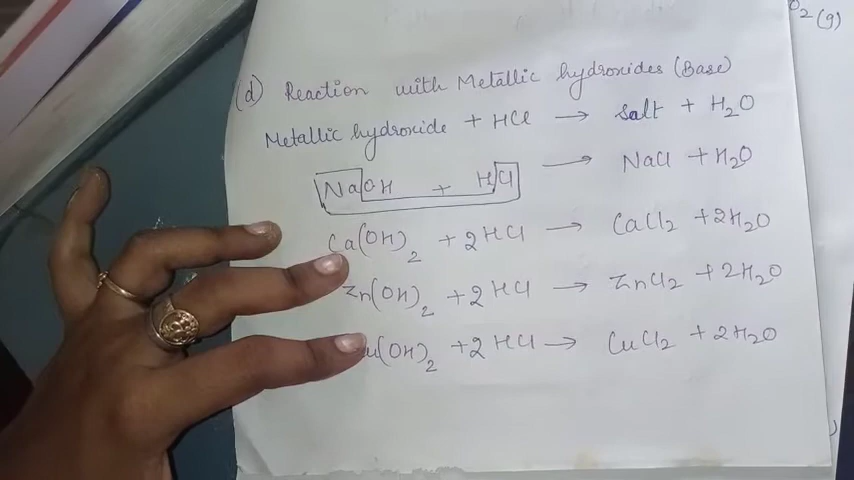 O₂(g)
(d) Reaction with Metallic hydroxides (Base)
Metallic hydroxide + HCl → salt + H₂O
NaOH + HCl → NaCl + H₂O
Ca(OH)₂ + 2HCl → CaCl₂ + 2H₂O
Zn(OH)₂ + 2HCl → ZnCl₂ + 2H₂O
u(OH)₂ + 2HCl → CuCl₂ + 2H₂O